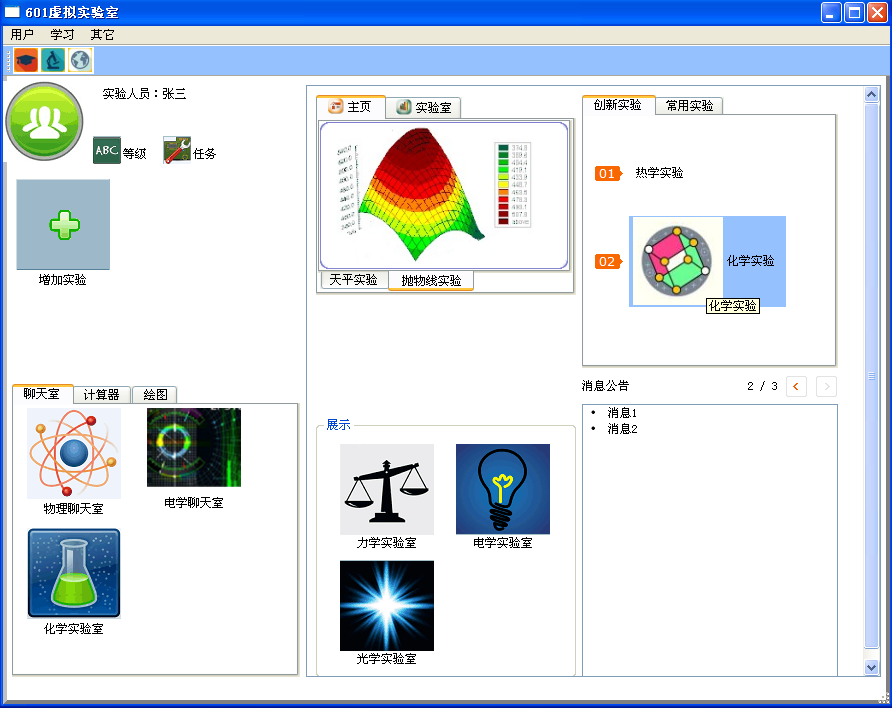 601虚拟实验室
用户 学习 其它
实验人员：张三
ABC 等级 任务
增加实验
聊天室 计算器 绘图
物理聊天室 电学聊天室
化学实验室
主页 实验室
天平实验 抛物线实验
展示
力学实验室 电学实验室
光学实验室
创新实验 常用实验
01 热学实验
02 化学实验
化学实验
消息公告 2 / 3
• 消息1
• 消息2